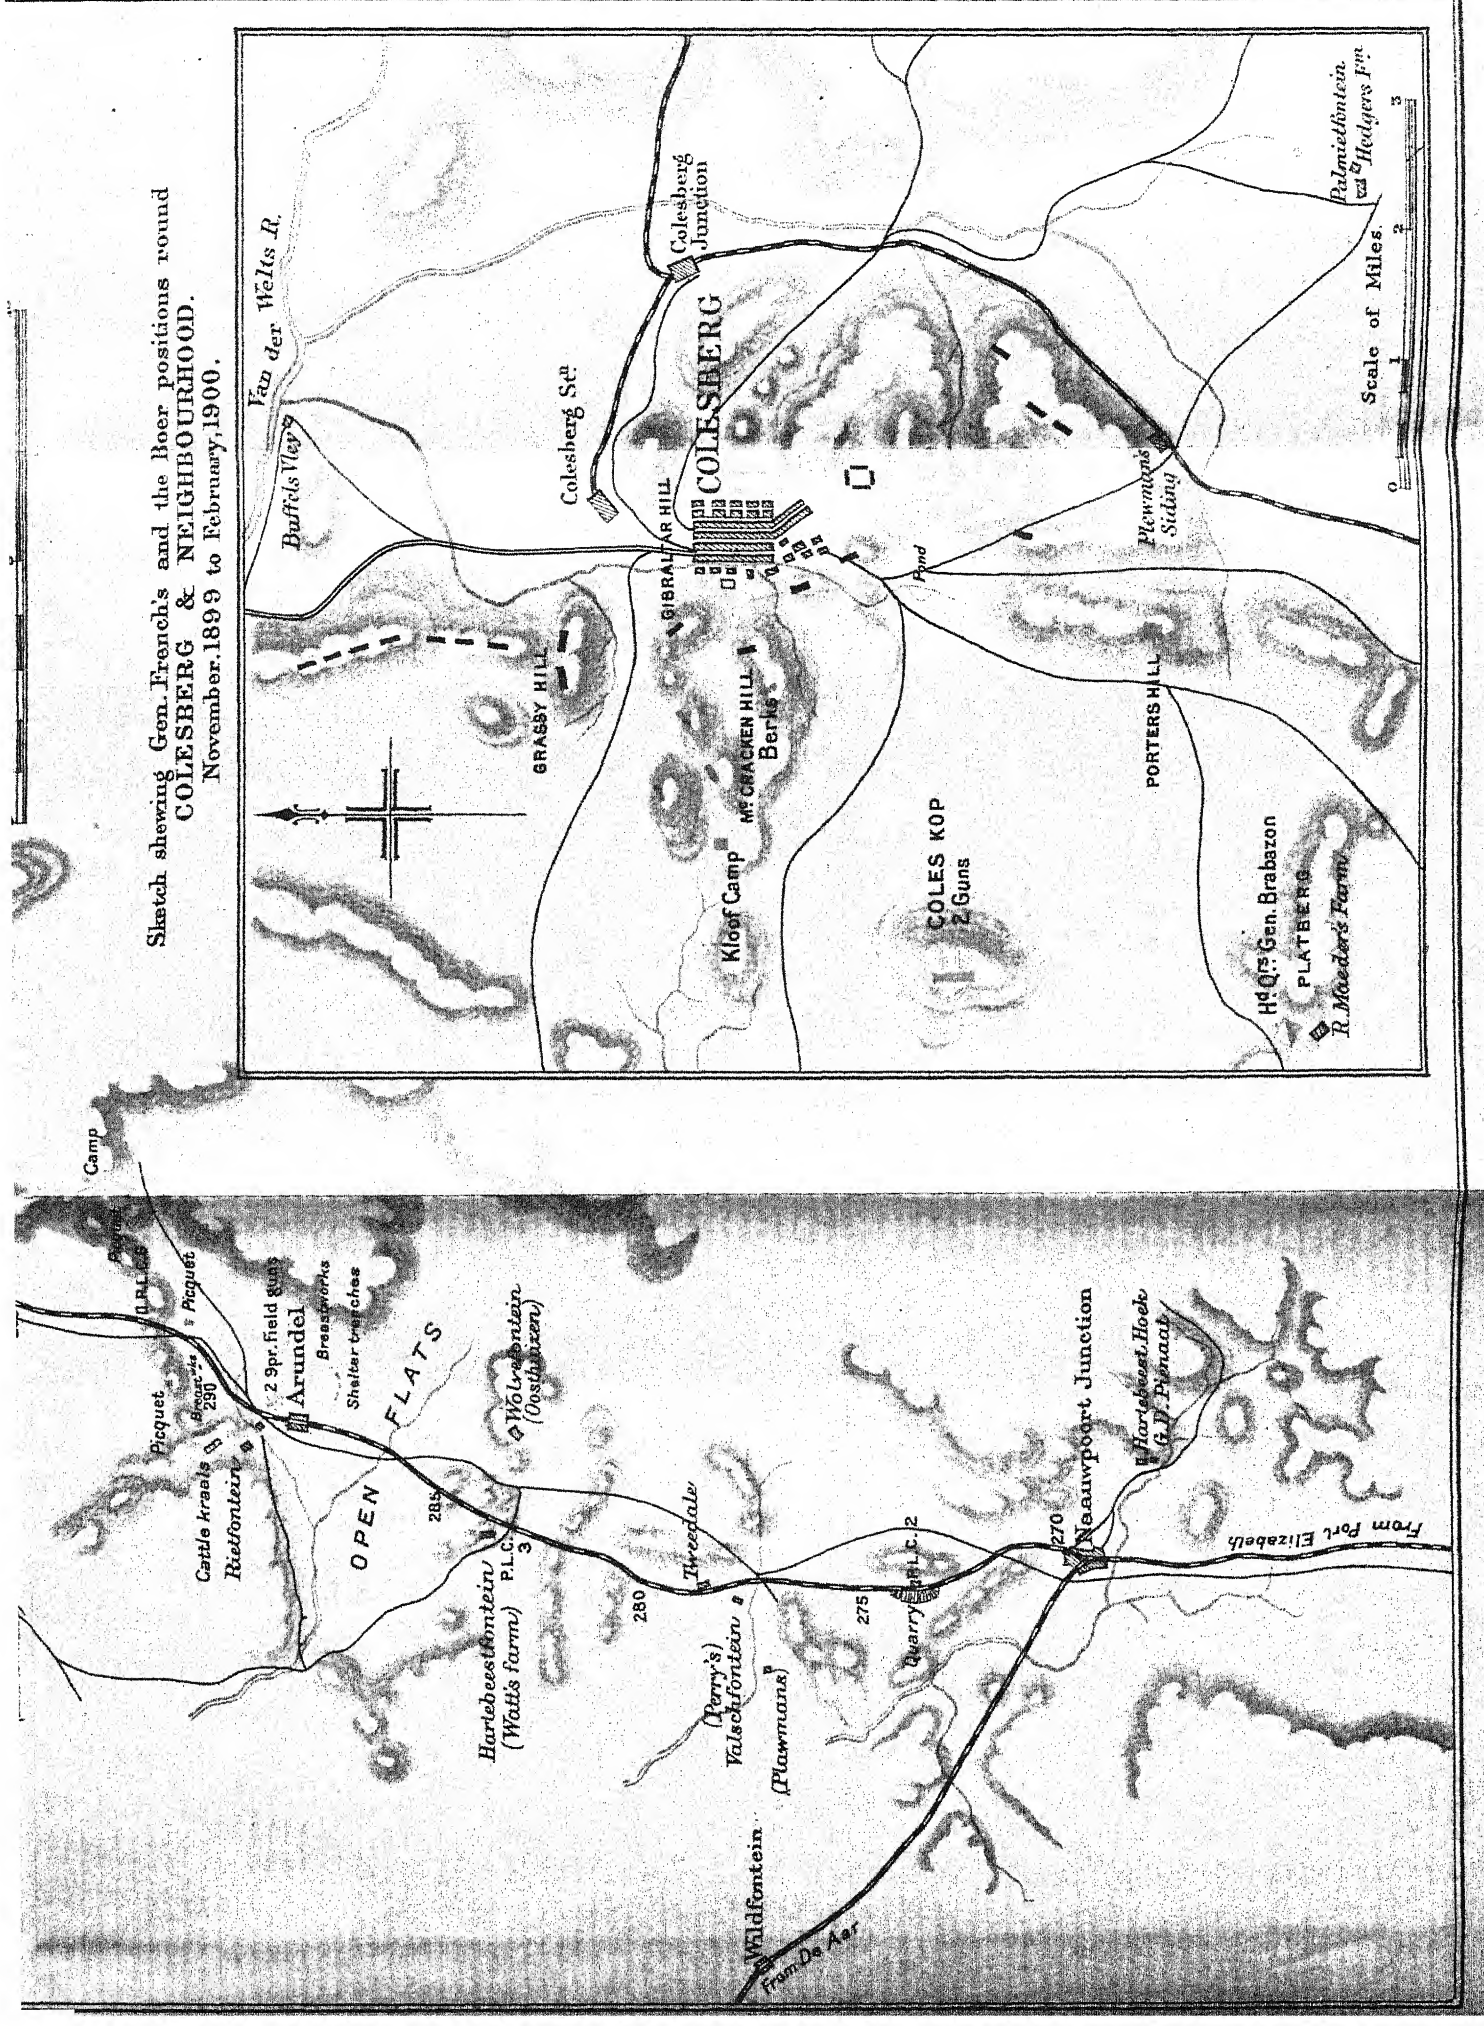 Sketch shewing Gen. French's and the Boer positions round
COLESBERG & NEIGHBOURHOOD.
November.1899 to February,1900.
Van der Welts R.
Buffels Vley
Colesberg Stn.
Colesberg
Junction
COLESBERG
GIBRALTAR HILL
GRASSY HILL
Mc CRACKEN HILL
Berks
Kloof Camp
COLES KOP
2 Guns
Pond
Plewman's
Siding
PORTERS HILL
Hd Qrs Gen. Brabazon
PLATBERG
R. Maeder's Farm
Palmietfontein
Hedgers Fm
Scale of Miles.
0 1 2 3
Camp
Picquet
Picquet
Breastwks
290
2 9pr. field guns
Arundel
Breastworks
Shelter trenches
Cattle kraals
Rietfontein
OPEN FLATS
285
Wolvefontein
(Oosthuizen)
Hartebeestfontein
(Watt's farm)
P.L.C.
3
280
Tweedale
(Perry's)
Valschfontein
(Plawmans)
275
Quarry
P.L.C. 2
270
Naauwpoort Junction
Hartebeest Hoek
G.D. Pienaar
From Port Elizabeth
Wildfontein
From De Aar